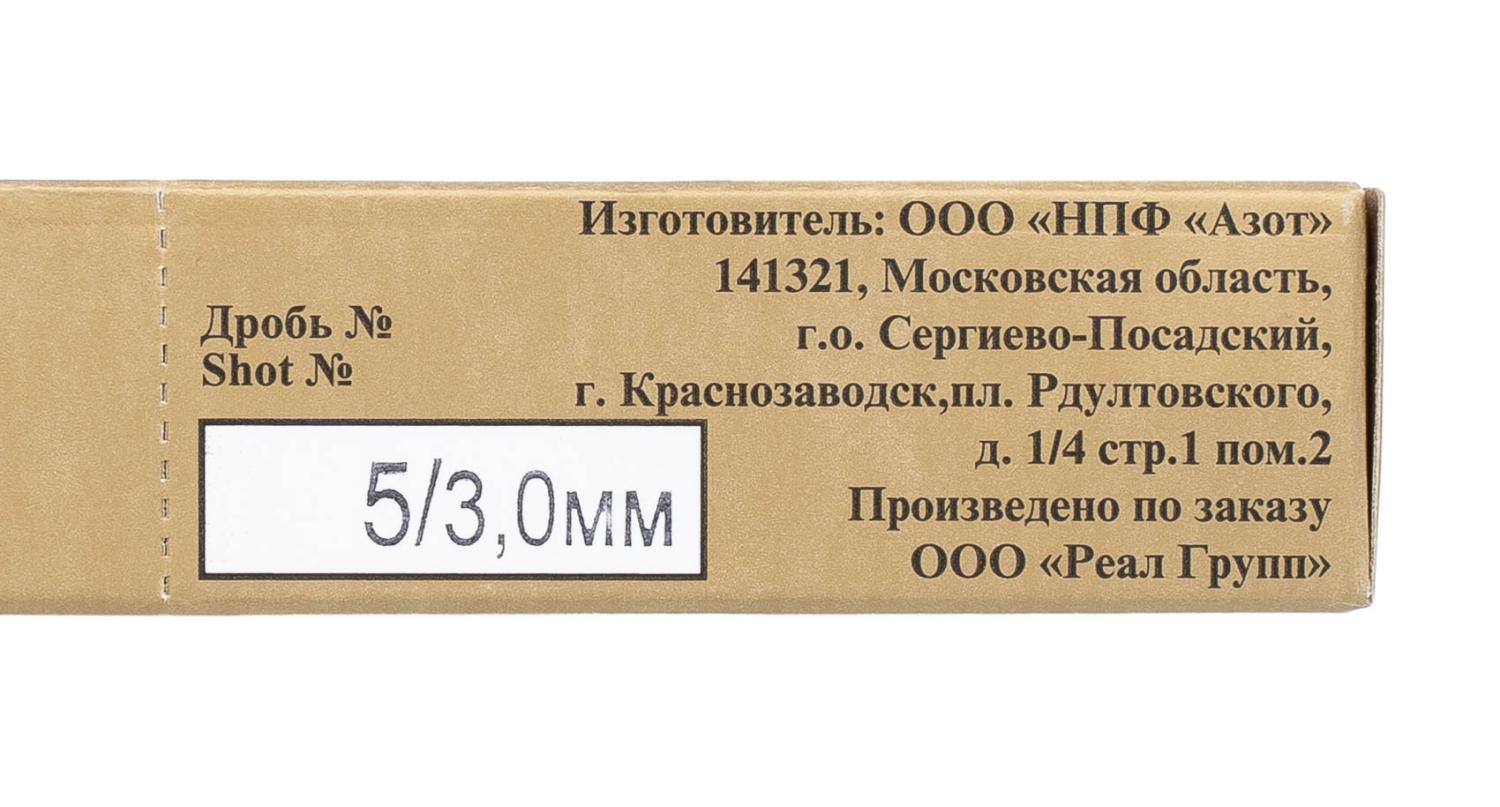 Дробь №
Shot №
5/3,0мм
Изготовитель: ООО «НПФ «Азот»
141321, Московская область,
г.о. Сергиево-Посадский,
г. Краснозаводск,пл. Рдултовского,
д. 1/4 стр.1 пом.2
Произведено по заказу
ООО «Реал Групп»